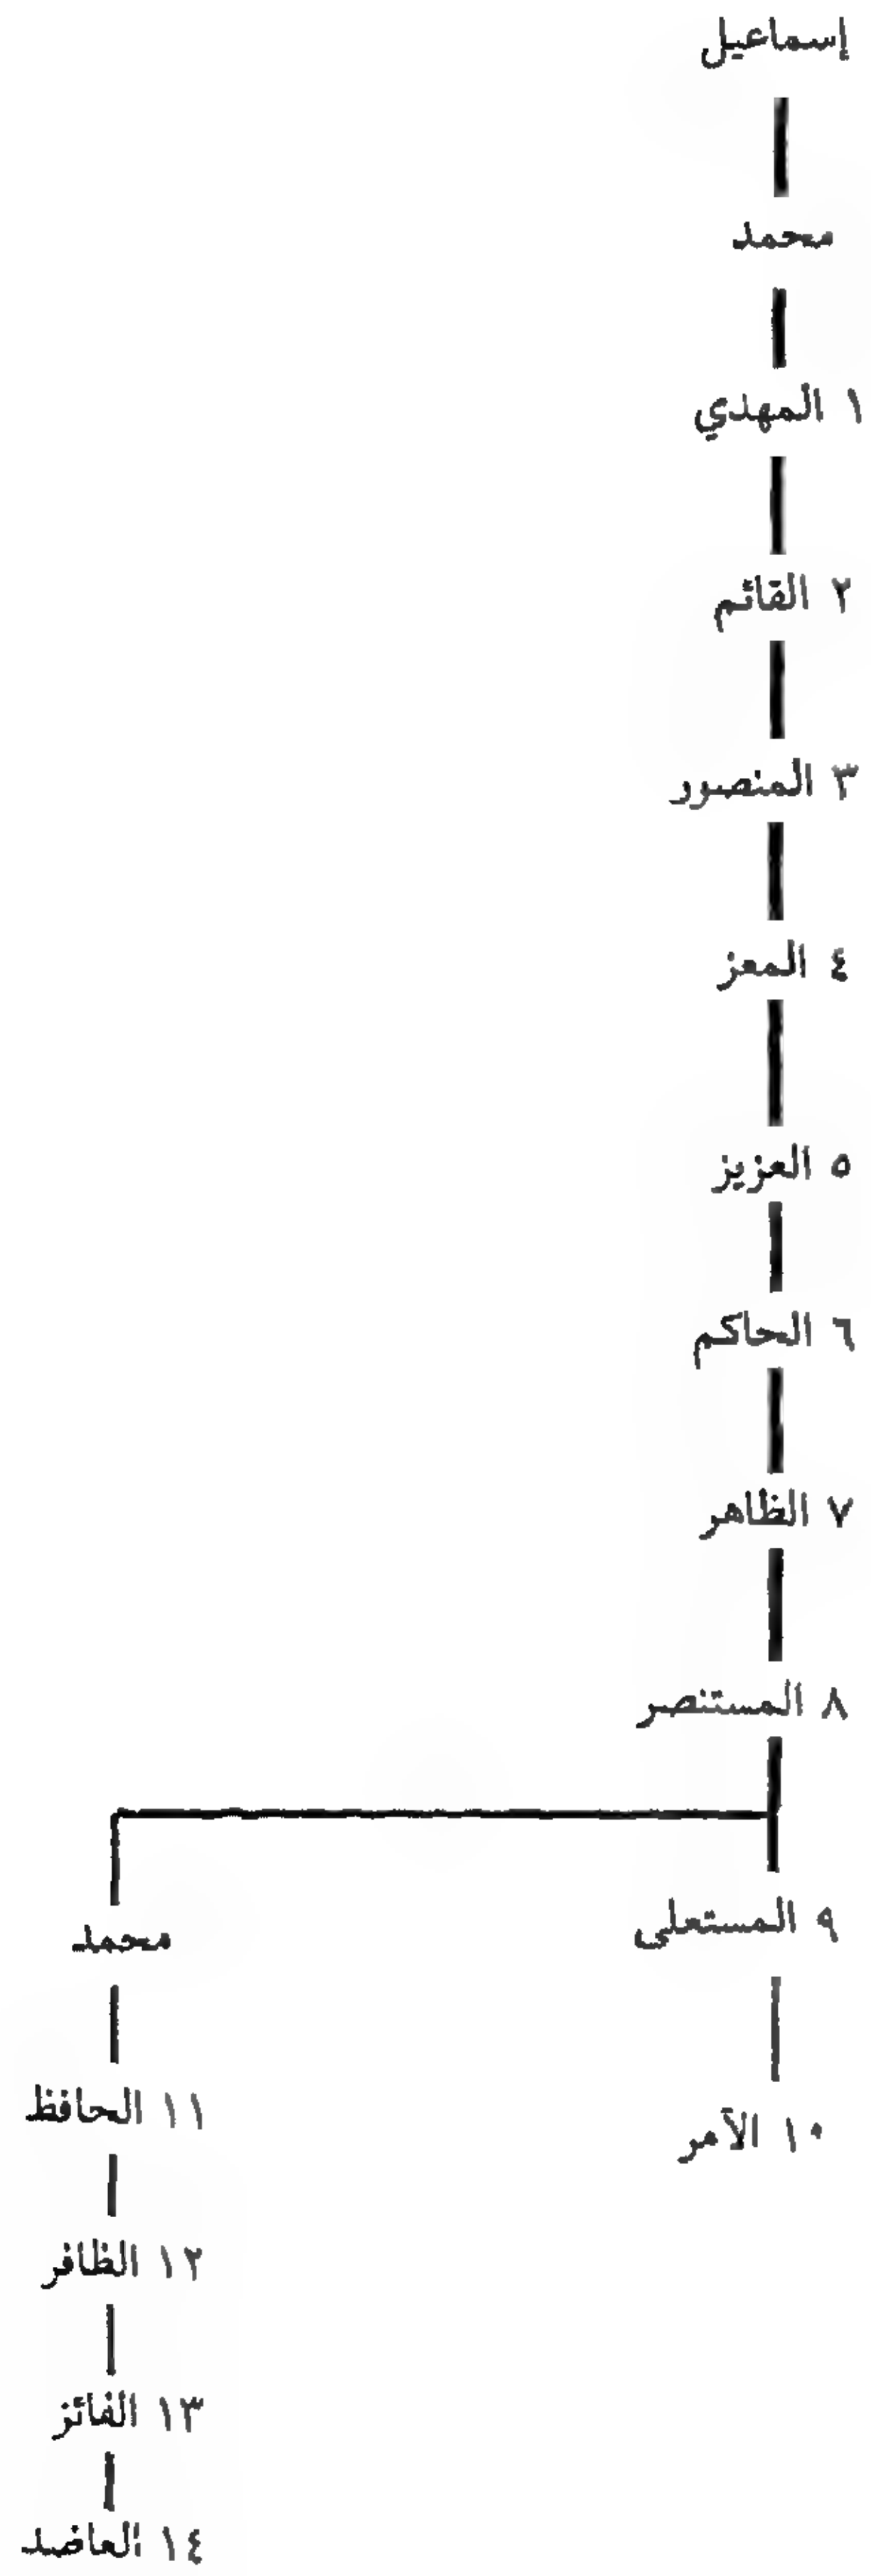 إسماعيل
محمد
١ المهدي
٢ القائم
٣ المنصور
٤ المعز
٥ العزيز
٦ الحاكم
٧ الظاهر
٨ المستنصر
٩ المستعلي
محمد
١٠ الآمر
١١ الحافظ
١٢ الظافر
١٣ الفائز
١٤ العاضد